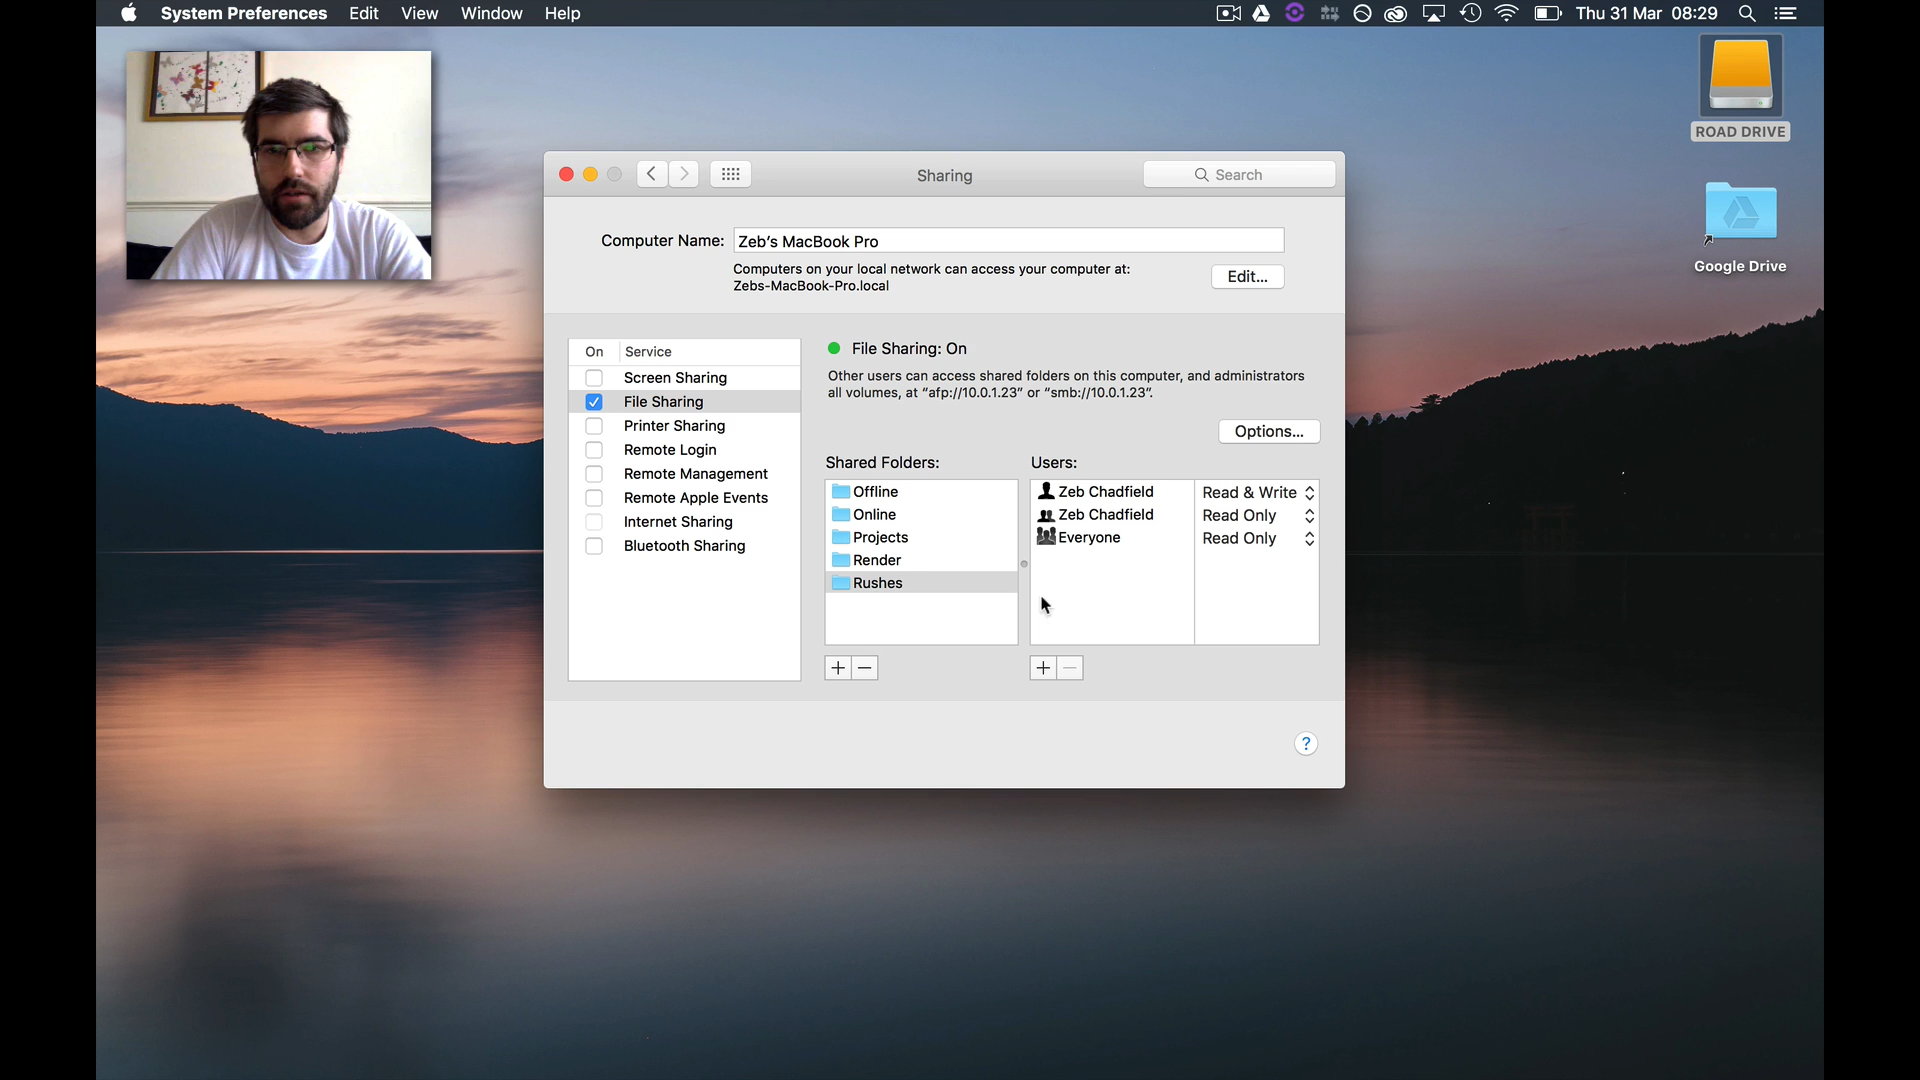 System Preferences Edit View Window Help
Thu 31 Mar 08:29
ROAD DRIVE
Google Drive
Sharing
Search
Computer Name: Zeb's MacBook Pro
Computers on your local network can access your computer at:
Zebs-MacBook-Pro.local
Edit...
On Service
Screen Sharing
File Sharing
Printer Sharing
Remote Login
Remote Management
Remote Apple Events
Internet Sharing
Bluetooth Sharing
File Sharing: On
Other users can access shared folders on this computer, and administrators
all volumes, at “afp://10.0.1.23” or “smb://10.0.1.23”.
Options...
Shared Folders:
Offline
Online
Projects
Render
Rushes
Users:
Zeb Chadfield Read & Write
Zeb Chadfield Read Only
Everyone Read Only
+ −
+ −
?